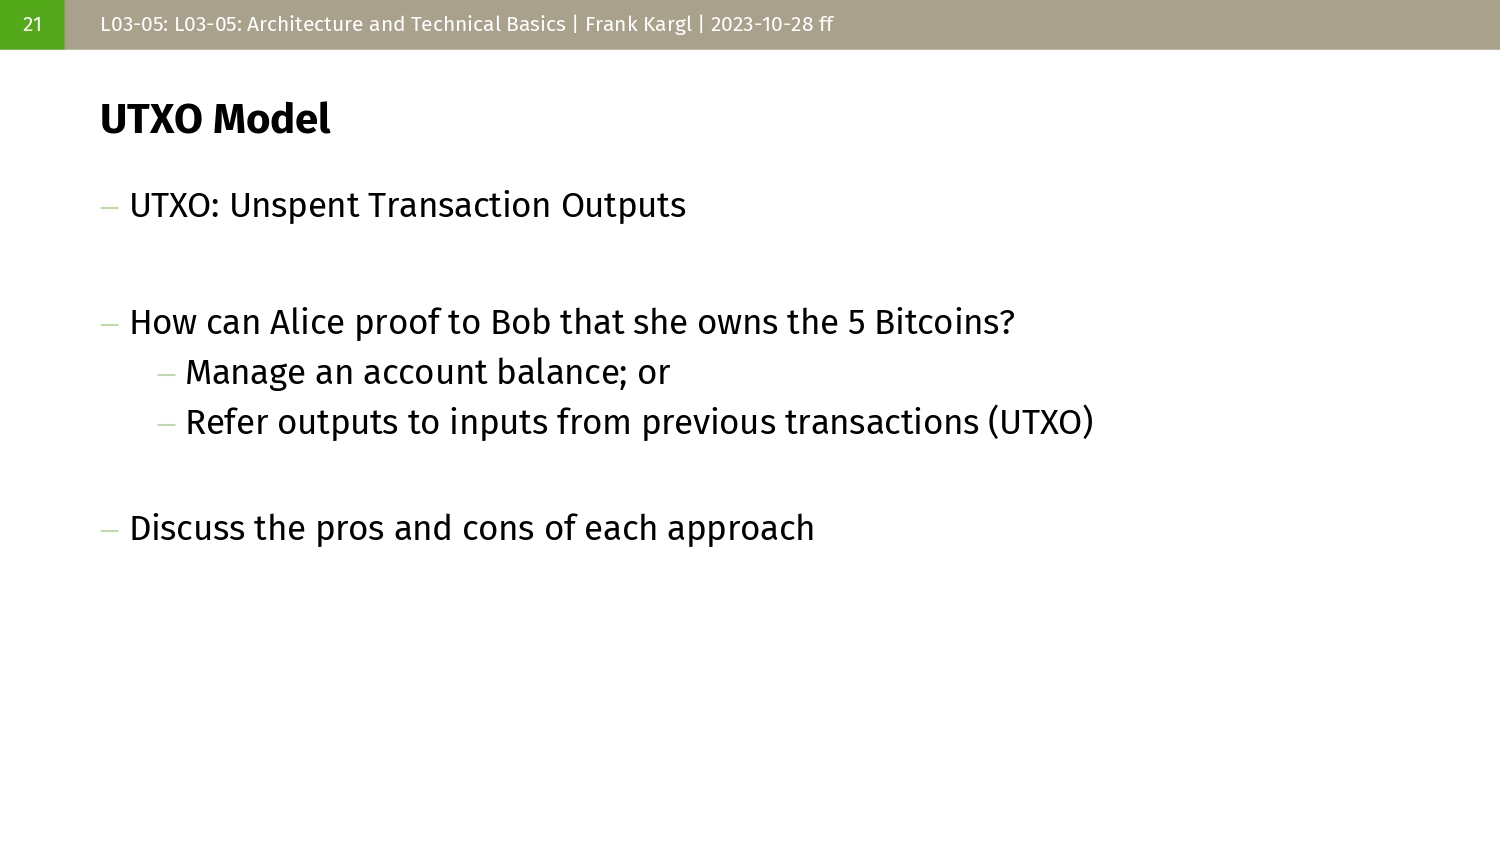 21
L03-05: L03-05: Architecture and Technical Basics | Frank Kargl | 2023-10-28 ff
UTXO Model
– UTXO: Unspent Transaction Outputs
– How can Alice proof to Bob that she owns the 5 Bitcoins?
– Manage an account balance; or
– Refer outputs to inputs from previous transactions (UTXO)
– Discuss the pros and cons of each approach